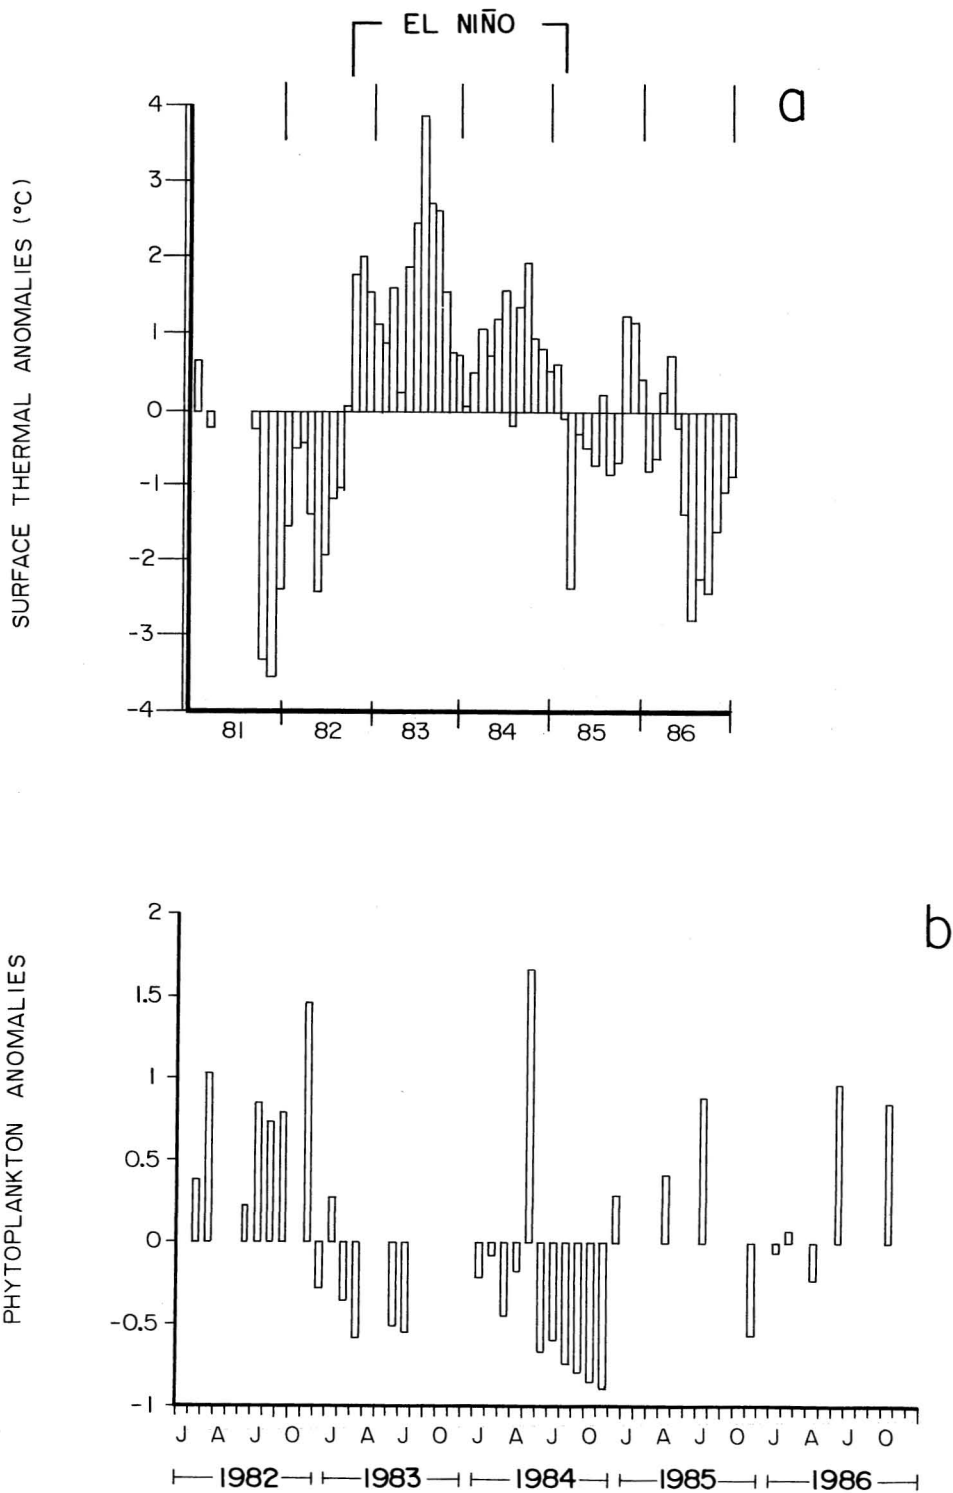 EL NIÑO
a
SURFACE THERMAL ANOMALIES (°C)
4
3
2
1
0
-1
-2
-3
-4
81 82 83 84 85 86
b
PHYTOPLANKTON ANOMALIES
2
1.5
1
0.5
0
-0.5
-1
J A J O J A J O J A J O J A J O J A J O
1982 1983 1984 1985 1986